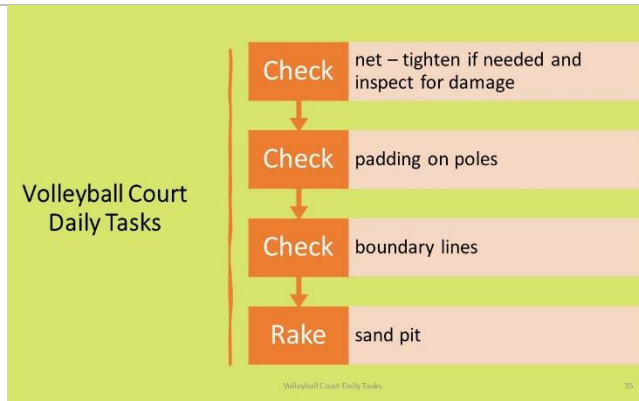 Volleyball Court
Daily Tasks
Check
net – tighten if needed and
inspect for damage
Check
padding on poles
Check
boundary lines
Rake
sand pit
Volleyball Court Daily Tasks
35